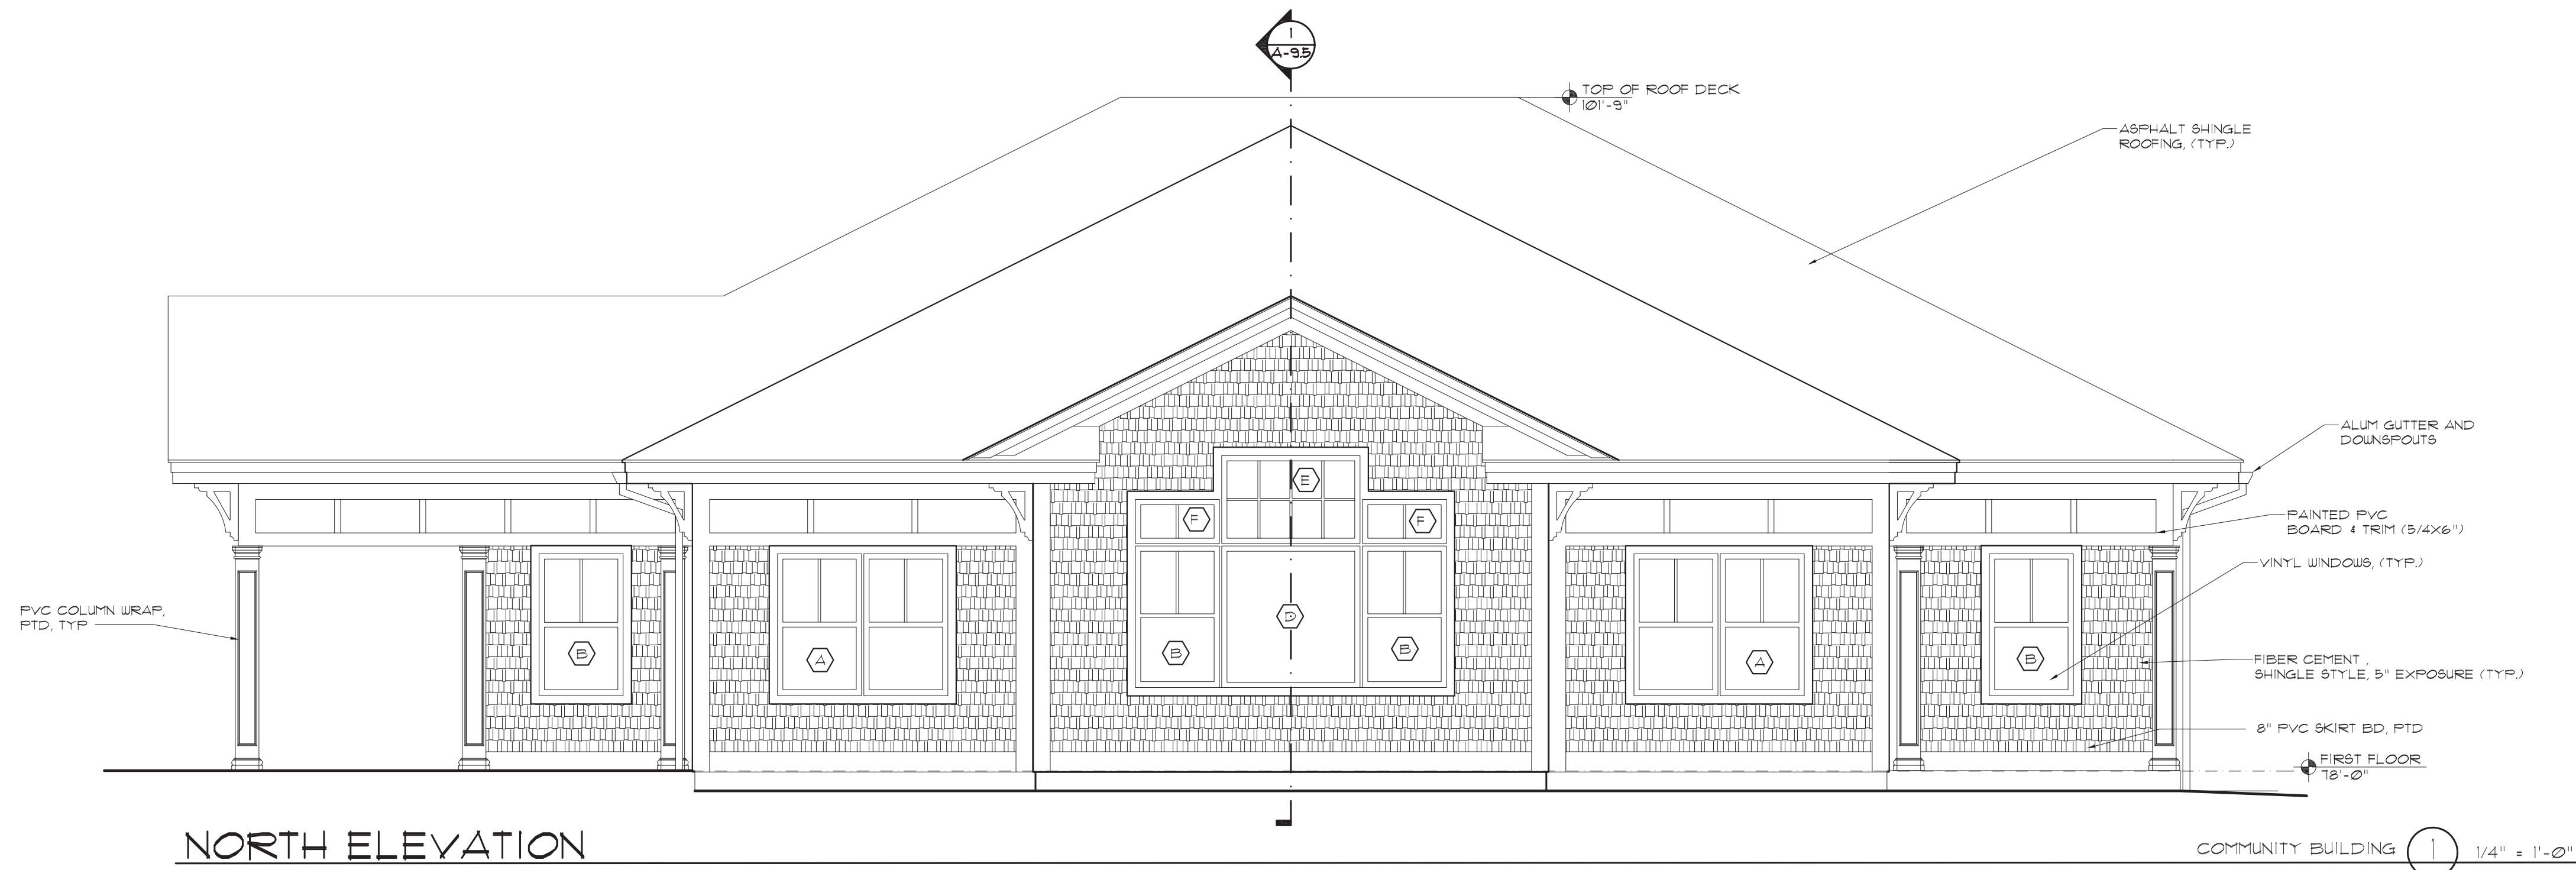 1
A-9.5
TOP OF ROOF DECK
101'-9"
ASPHALT SHINGLE
ROOFING, (TYP.)
ALUM GUTTER AND
DOWNSPOUTS
E
F
F
PAINTED PVC
BOARD & TRIM (5/4X6")
VINYL WINDOWS, (TYP.)
PVC COLUMN WRAP,
PTD, TYP
D
B
A
B
B
A
B
FIBER CEMENT ,
SHINGLE STYLE, 5" EXPOSURE (TYP.)
8" PVC SKIRT BD, PTD
FIRST FLOOR
78'-0"
NORTH ELEVATION
COMMUNITY BUILDING
1
1/4" = 1'-0"